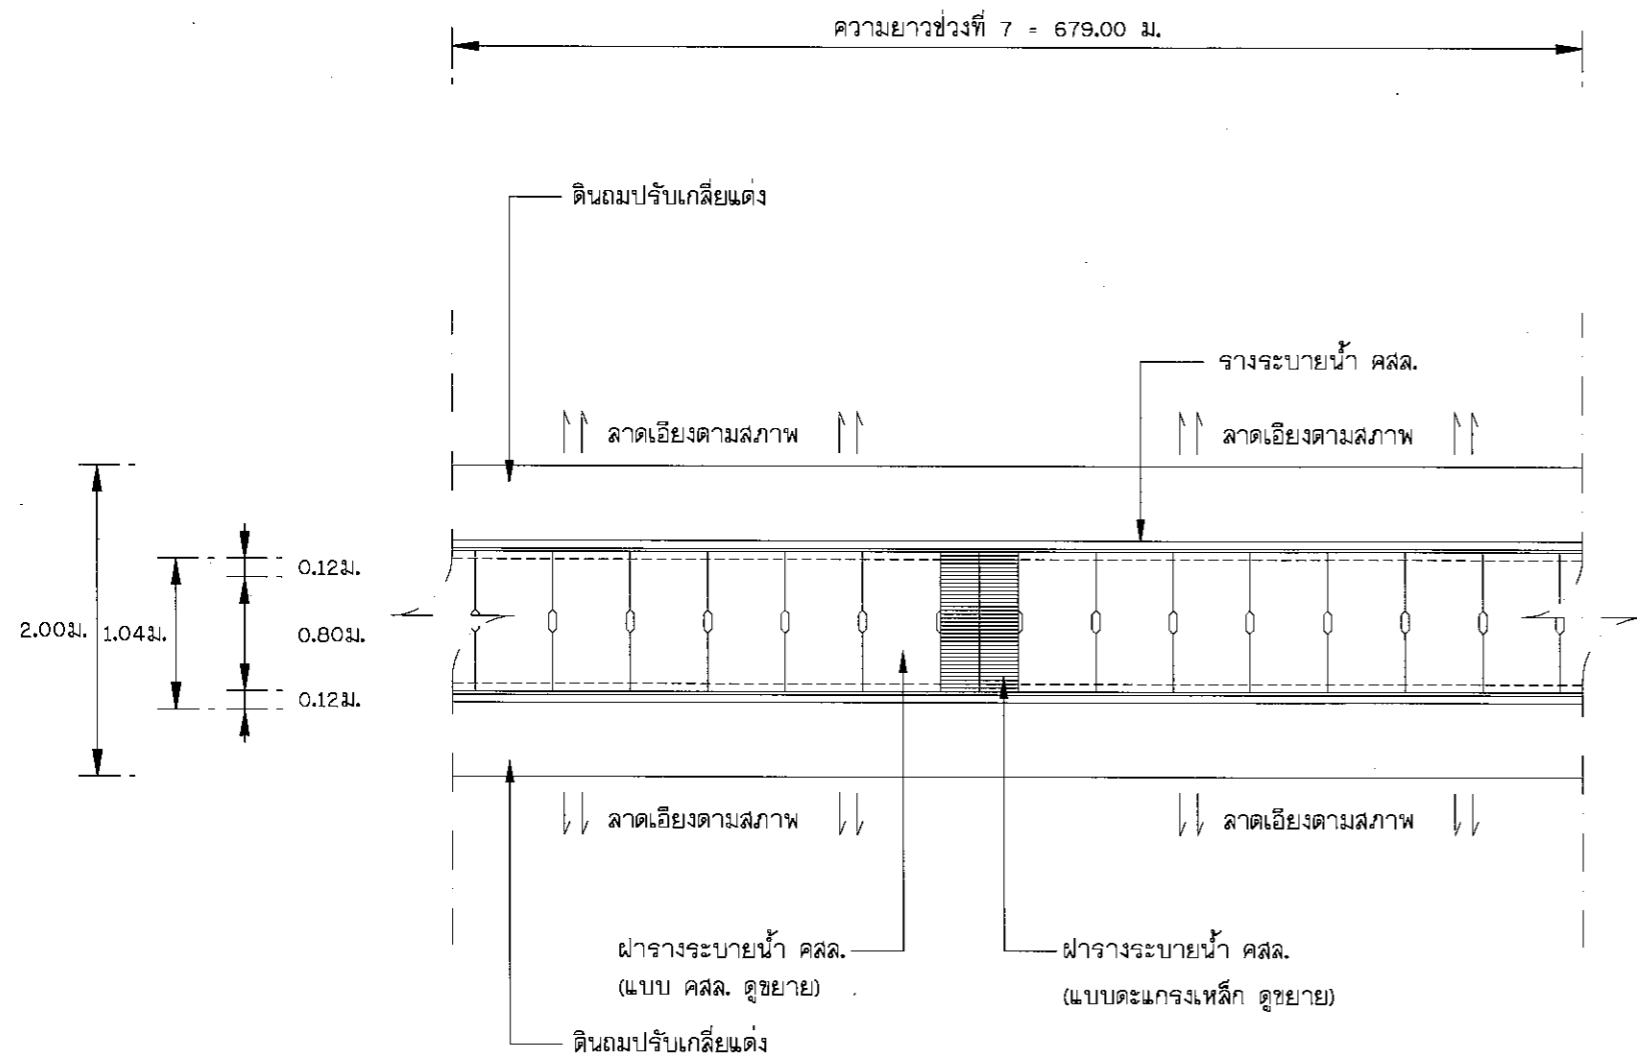 ความยาวช่วงที่ 7 = 679.00 ม.
ดินถมปรับเกลี่ยแต่ง
รางระบายน้ำ คสล.
ลาดเอียงตามสภาพ
ลาดเอียงตามสภาพ
0.12ม.
2.00ม.
1.04ม.
0.80ม.
0.12ม.
ลาดเอียงตามสภาพ
ลาดเอียงตามสภาพ
ฝารางระบายน้ำ คสล.
(แบบ คสล. ดูขยาย)
ฝารางระบายน้ำ คสล.
(แบบตะแกรงเหล็ก ดูขยาย)
ดินถมปรับเกลี่ยแต่ง